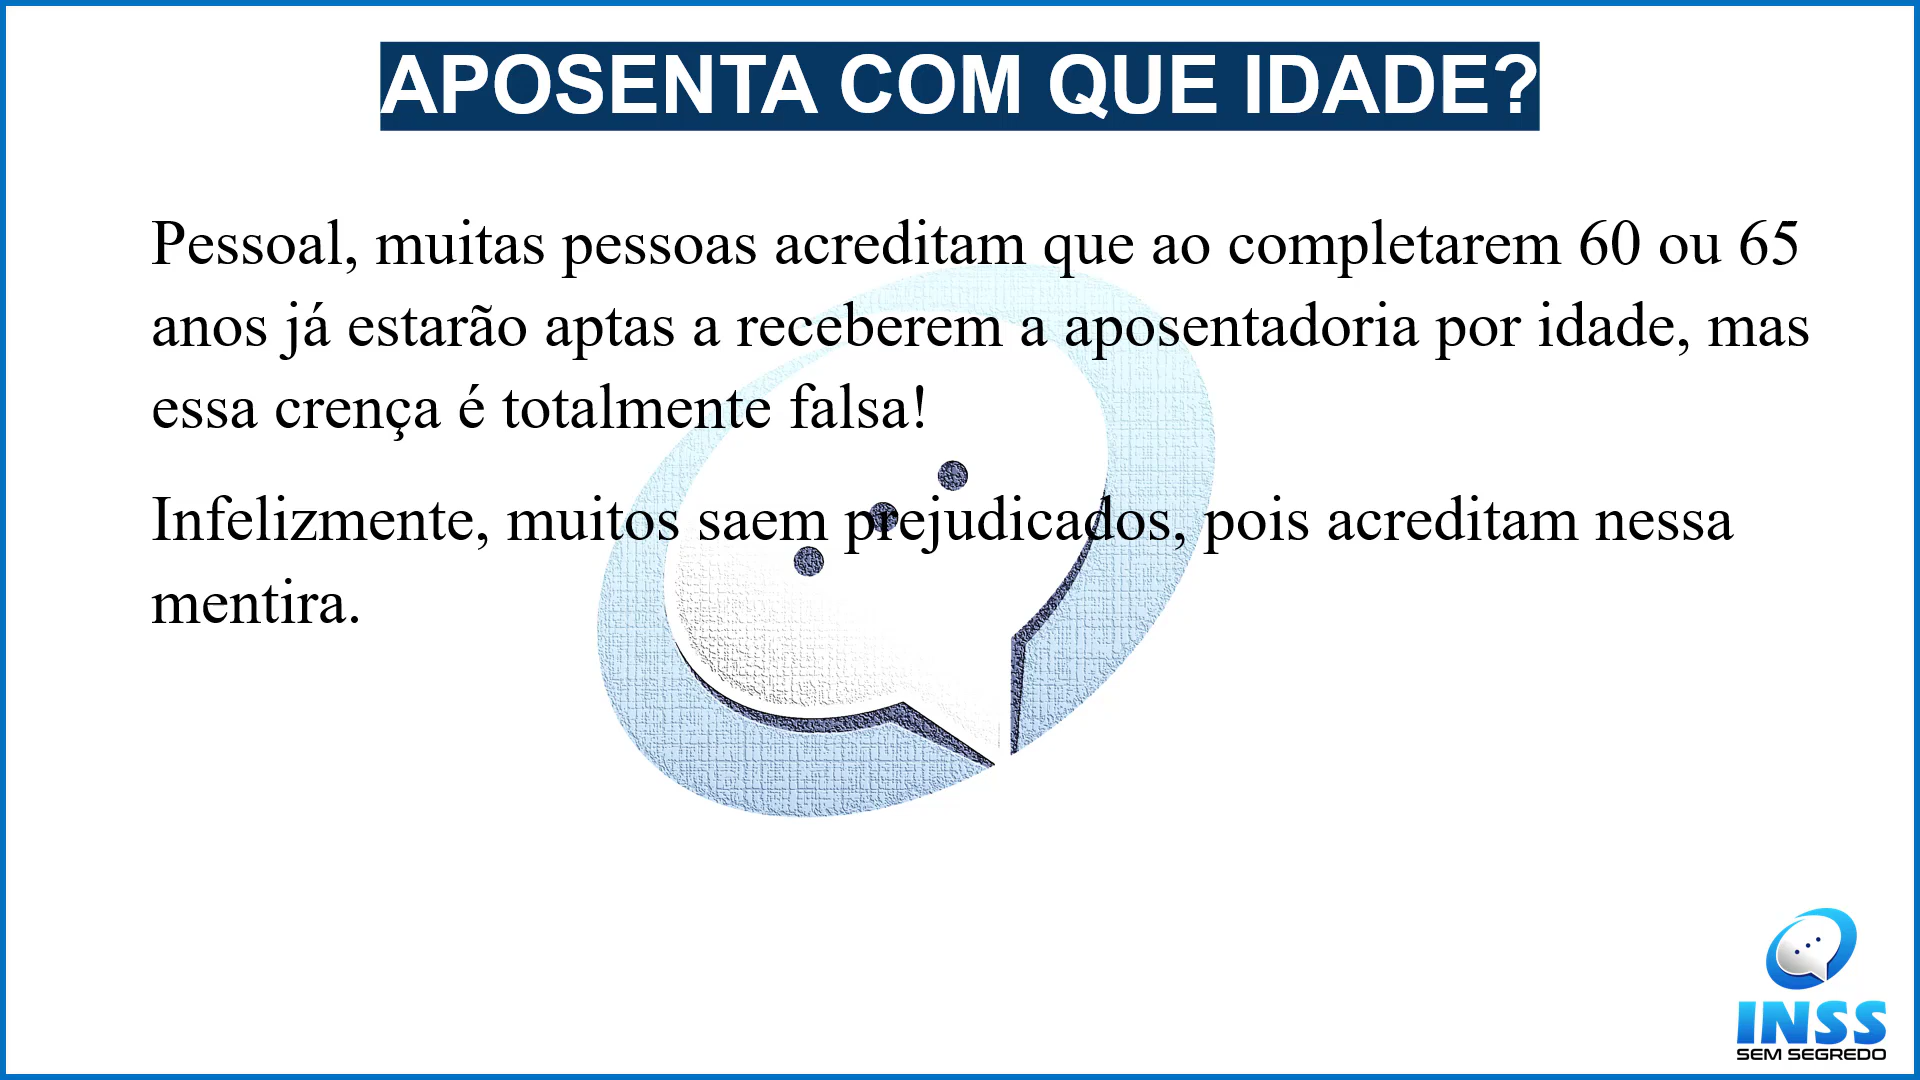 APOSENTA COM QUE IDADE?
Pessoal, muitas pessoas acreditam que ao completarem 60 ou 65
anos já estarão aptas a receberem a aposentadoria por idade, mas
essa crença é totalmente falsa!
Infelizmente, muitos saem prejudicados, pois acreditam nessa
mentira.
INSS
SEM SEGREDO